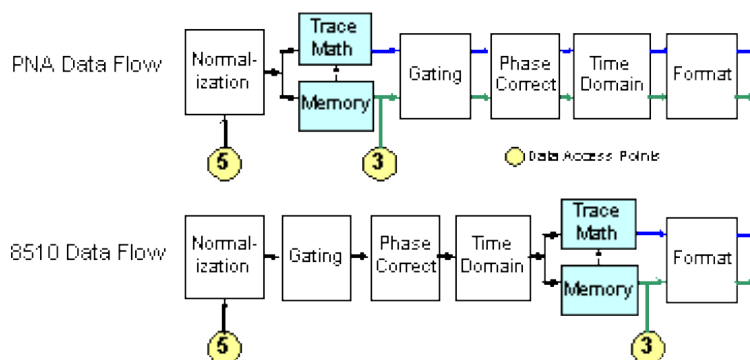 PNA Data Flow
Normal-
ization
Trace
Math
Memory
Gating
Phase
Correct
Time
Domain
Format
5
3
Data Access Points
8510 Data Flow
Normal-
ization
Gating
Phase
Correct
Time
Domain
Trace
Math
Memory
Format
5
3